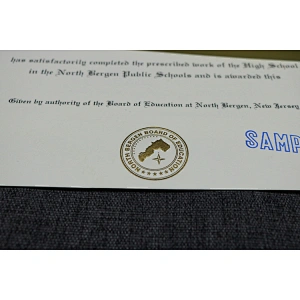 has satisfactorily completed the prescribed work of the High School
in the North Bergen Public Schools and is awarded this
Given by authority of the Board of Education at North Bergen, New Jersey
SAMP
NORTH BERGEN BOARD OF EDUCATION